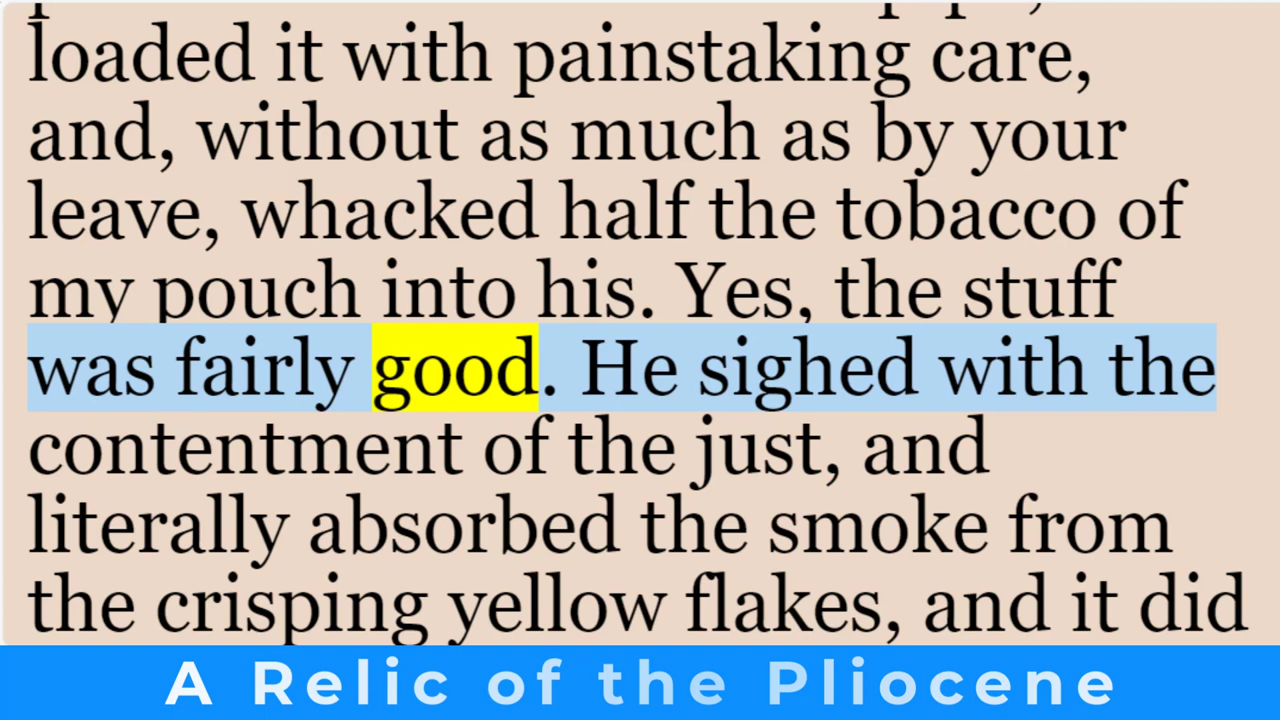 loaded it with painstaking care,
and, without as much as by your
leave, whacked half the tobacco of
my pouch into his. Yes, the stuff
was fairly good. He sighed with the
contentment of the just, and
literally absorbed the smoke from
the crisping yellow flakes, and it did
A Relic of the Pliocene